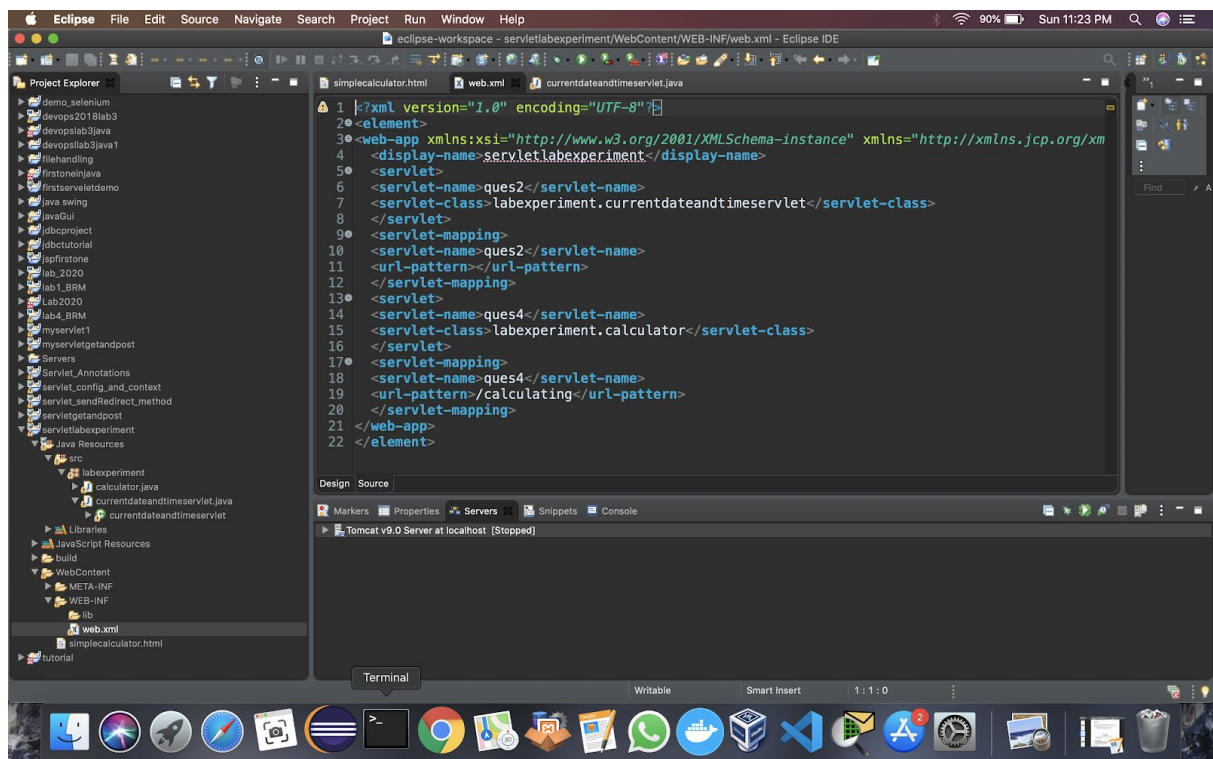 Eclipse File Edit Source Navigate Search Project Run Window Help 90% Sun 11:23 PM
eclipse-workspace - servletlabexperiment/WebContent/WEB-INF/web.xml - Eclipse IDE
Project Explorer
demo_selenium
devops2018lab3
devopslab3java
devopsllab3java1
filehandling
firstoneinjava
firstserveletdemo
java swing
javaGui
jdbcproject
jdbctutorial
jspfirstone
lab_2020
lab1_BRM
Lab2020
lab4_BRM
myservlet1
myservletgetandpost
Servers
Servlet_Annotations
servlet_config_and_context
servlet_sendRedirect_method
servletgetandpost
servletlabexperiment
Java Resources
src
labexperiment
calculator.java
currentdateandtimeservlet.java
currentdateandtimeservlet
Libraries
JavaScript Resources
build
WebContent
META-INF
WEB-INF
lib
web.xml
simplecalculator.html
tutorial
simplecalculator.html web.xml currentdateandtimeservlet.java
1 <?xml version="1.0" encoding="UTF-8"?>
2 <element>
3 <web-app xmlns:xsi="http://www.w3.org/2001/XMLSchema-instance" xmlns="http://xmlns.jcp.org/xm
4 <display-name>servletlabexperiment</display-name>
5 <servlet>
6 <servlet-name>ques2</servlet-name>
7 <servlet-class>labexperiment.currentdateandtimeservlet</servlet-class>
8 </servlet>
9 <servlet-mapping>
10 <servlet-name>ques2</servlet-name>
11 <url-pattern></url-pattern>
12 </servlet-mapping>
13 <servlet>
14 <servlet-name>ques4</servlet-name>
15 <servlet-class>labexperiment.calculator</servlet-class>
16 </servlet>
17 <servlet-mapping>
18 <servlet-name>ques4</servlet-name>
19 <url-pattern>/calculating</url-pattern>
20 </servlet-mapping>
21 </web-app>
22 </element>
Design Source
Find A
Markers Properties Servers Snippets Console
Tomcat v9.0 Server at localhost [Stopped]
Terminal
Writable Smart Insert 1 : 1 : 0
2